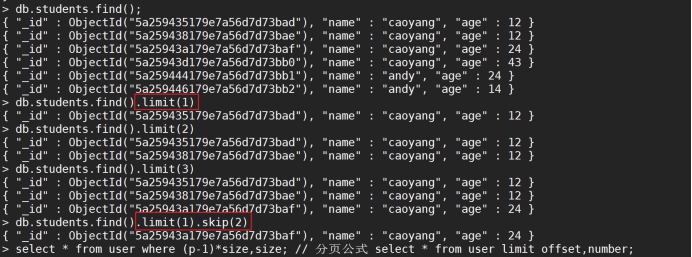 > db.students.find();
{ "_id" : ObjectId("5a259435179e7a56d7d73bad"), "name" : "caoyang", "age" : 12 }
{ "_id" : ObjectId("5a259438179e7a56d7d73bae"), "name" : "caoyang", "age" : 12 }
{ "_id" : ObjectId("5a25943a179e7a56d7d73baf"), "name" : "caoyang", "age" : 24 }
{ "_id" : ObjectId("5a25943d179e7a56d7d73bb0"), "name" : "caoyang", "age" : 43 }
{ "_id" : ObjectId("5a259444179e7a56d7d73bb1"), "name" : "andy", "age" : 24 }
{ "_id" : ObjectId("5a259446179e7a56d7d73bb2"), "name" : "andy", "age" : 14 }
> db.students.find().limit(1)
{ "_id" : ObjectId("5a259435179e7a56d7d73bad"), "name" : "caoyang", "age" : 12 }
> db.students.find().limit(2)
{ "_id" : ObjectId("5a259435179e7a56d7d73bad"), "name" : "caoyang", "age" : 12 }
{ "_id" : ObjectId("5a259438179e7a56d7d73bae"), "name" : "caoyang", "age" : 12 }
> db.students.find().limit(3)
{ "_id" : ObjectId("5a259435179e7a56d7d73bad"), "name" : "caoyang", "age" : 12 }
{ "_id" : ObjectId("5a259438179e7a56d7d73bae"), "name" : "caoyang", "age" : 12 }
{ "_id" : ObjectId("5a25943a179e7a56d7d73baf"), "name" : "caoyang", "age" : 24 }
> db.students.find().limit(1).skip(2)
{ "_id" : ObjectId("5a25943a179e7a56d7d73baf"), "name" : "caoyang", "age" : 24 }
> select * from user where (p-1)*size,size; // 分页公式 select * from user limit offset,number;